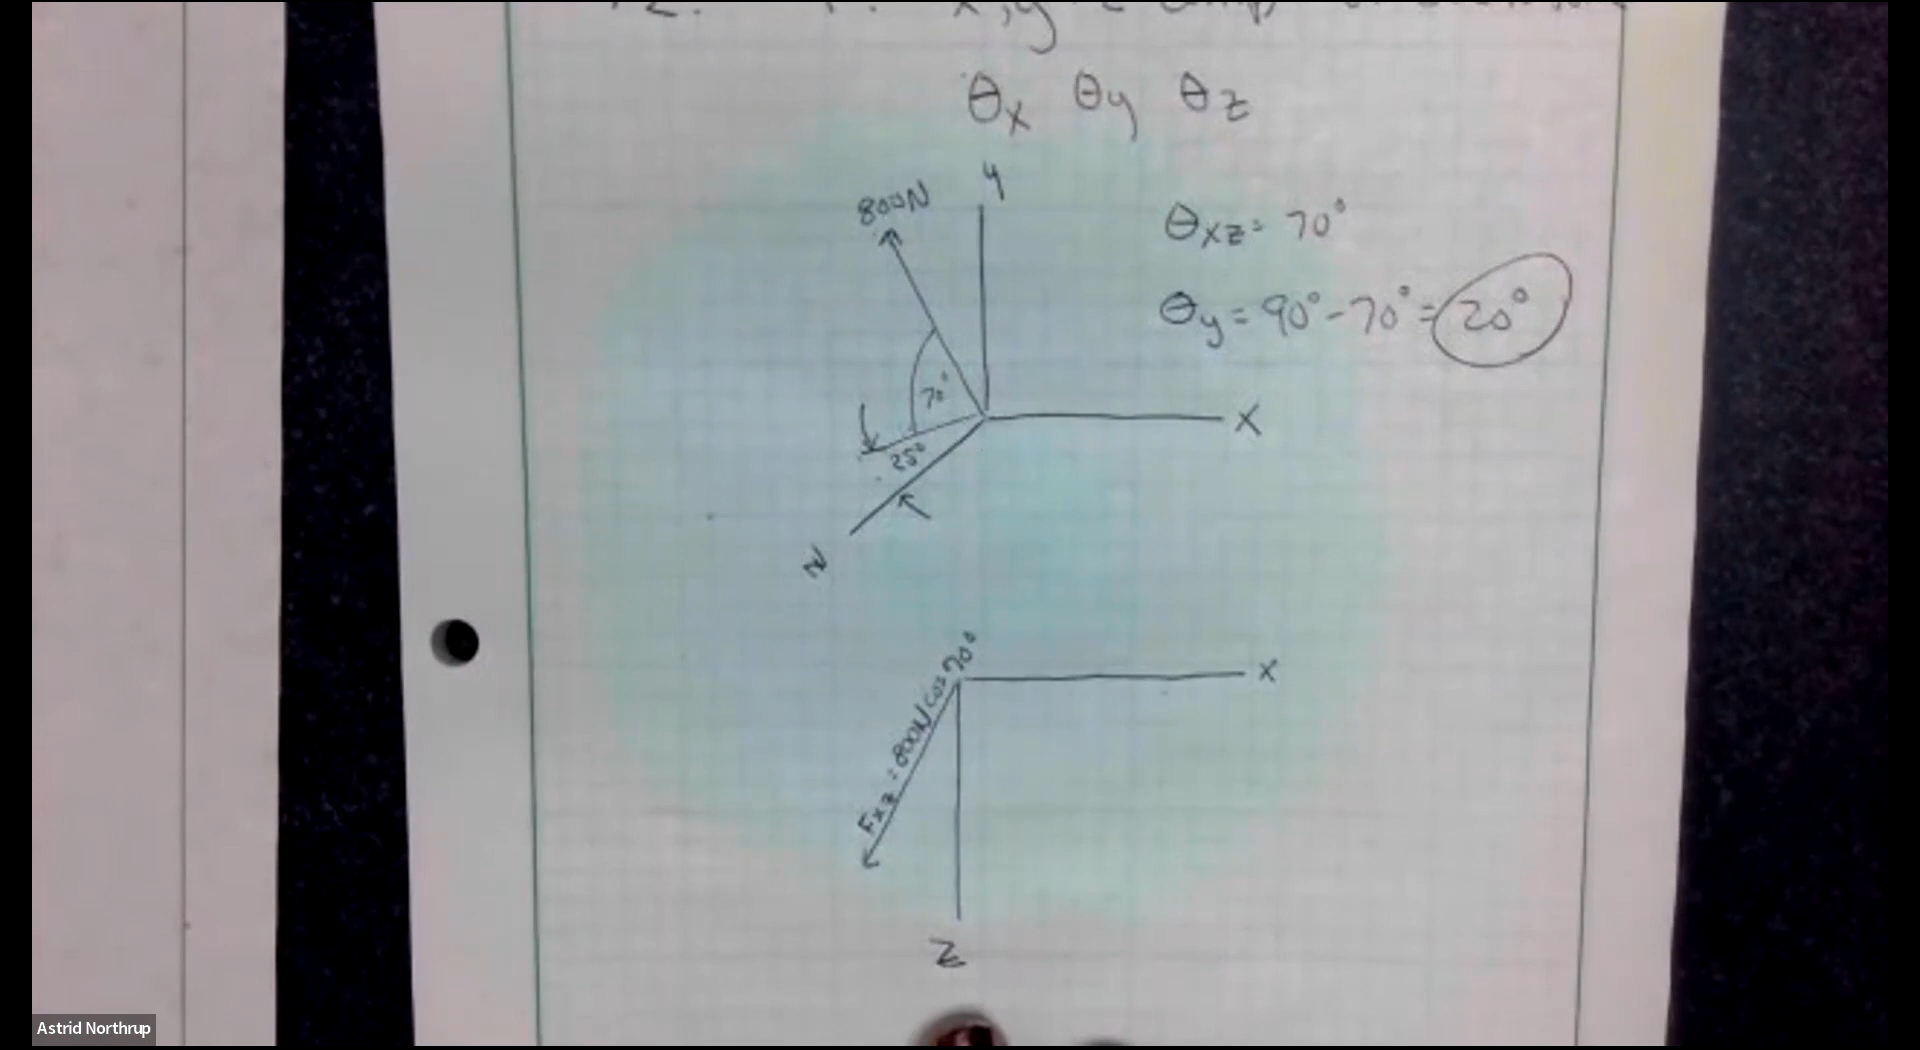 x, y
θx θy θz
800N
y
θxz = 70°
θy = 90° - 70° = 20°
70°
25°
X
Z
Fxz = 800N cos 70°
X
Z
Astrid Northrup